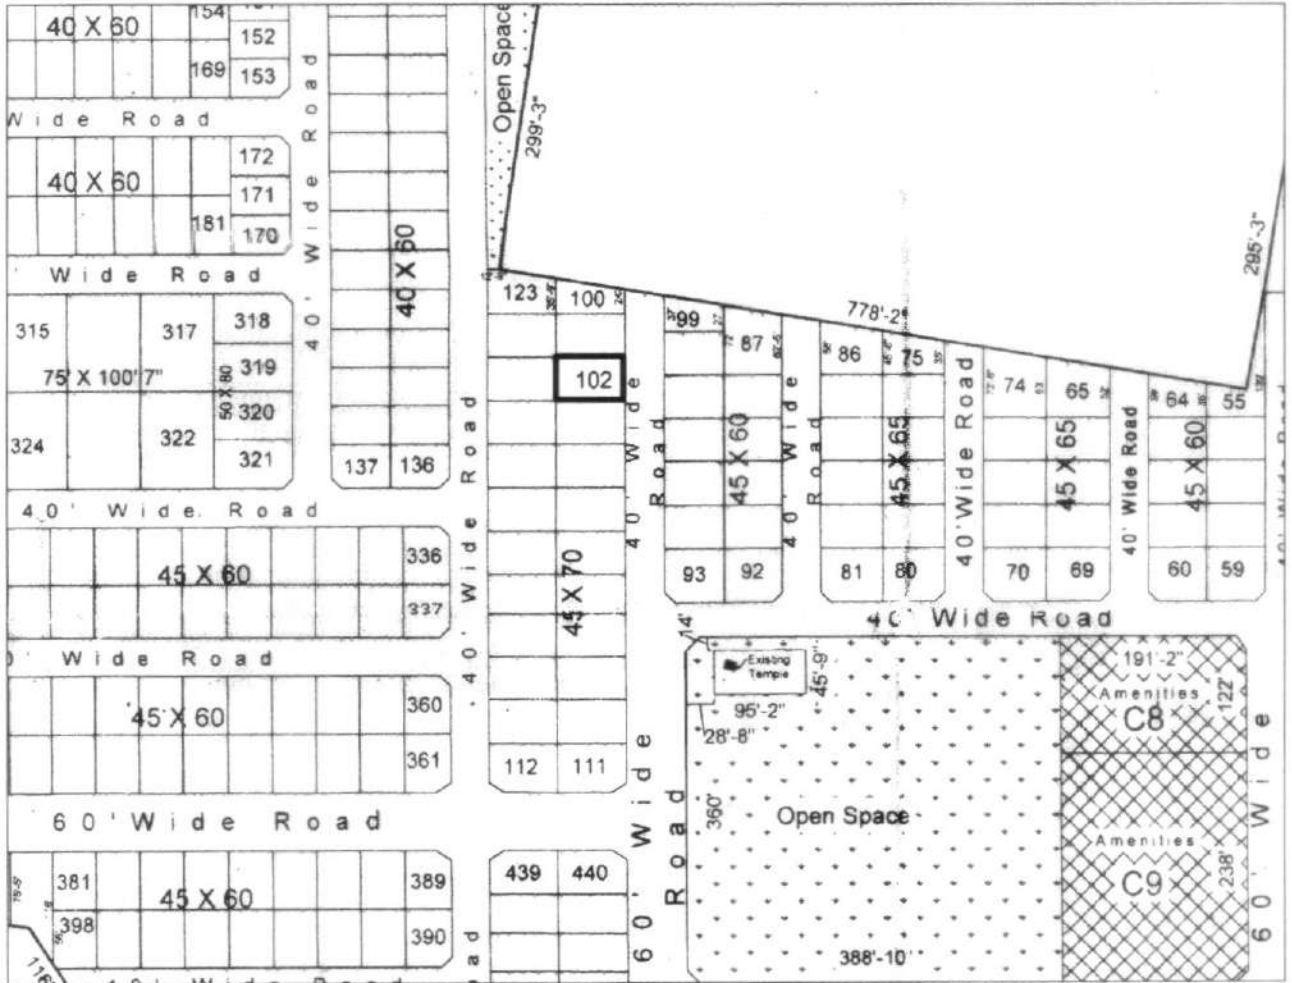 40 X 60
154
152
169
153
Wide Road
40' Wide Road
Open Space
299'-3"
172
40 X 60
171
181
170
40 X 60
295'-3"
Wide Road
123
100
778'-2"
99
27
87
86
75
74
65
64
55
315
317
318
319
75' X 100'7"
50 X 80
320
102
324
322
321
137
136
40' Wide Road
40' Wide Road
45 X 60
40' Wide Road
45 X 65
40' Wide Road
45 X 65
40' Wide Road
45 X 60
40' Wide Road
336
45 X 60
337
45 X 70
93
92
81
80
70
69
60
59
40' Wide Road
Wide Road
14'
Existing
Temple
45'-9"
95'-2"
28'-8"
191'-2"
Amenities
C8
122'
360
45 X 60
361
112
111
60' Wide Road
60' Wide Road
360'
Open Space
Amenities
C9
238'
60' Wide
381
389
439
440
45 X 60
398
390
388'-10"
116'